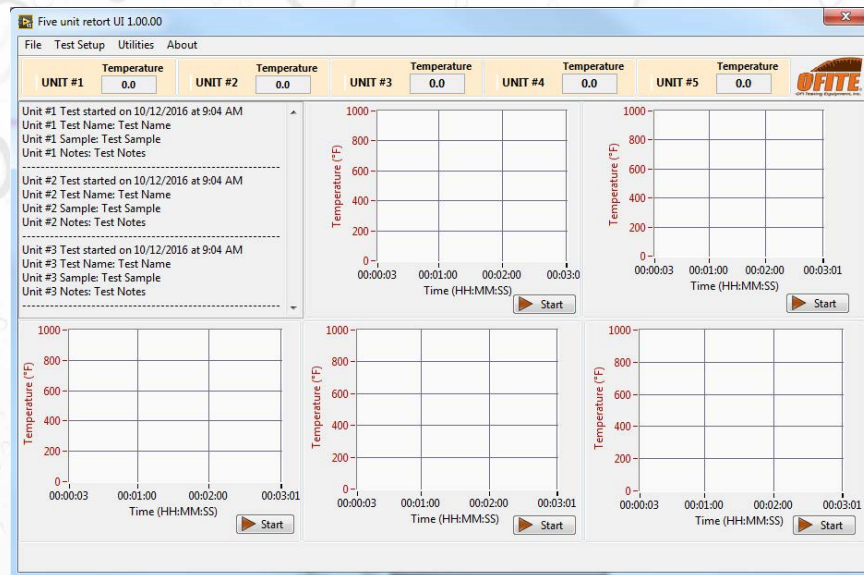 Five unit retort UI 1.00.00
File Test Setup Utilities About
UNIT #1 Temperature 0.0
UNIT #2 Temperature 0.0
UNIT #3 Temperature 0.0
UNIT #4 Temperature 0.0
UNIT #5 Temperature 0.0
OFITE
OFI Testing Equipment, Inc.
Unit #1 Test started on 10/12/2016 at 9:04 AM
Unit #1 Test Name: Test Name
Unit #1 Sample: Test Sample
Unit #1 Notes: Test Notes
--------------------------------------------------
Unit #2 Test started on 10/12/2016 at 9:04 AM
Unit #2 Test Name: Test Name
Unit #2 Sample: Test Sample
Unit #2 Notes: Test Notes
--------------------------------------------------
Unit #3 Test started on 10/12/2016 at 9:04 AM
Unit #3 Test Name: Test Name
Unit #3 Sample: Test Sample
Unit #3 Notes: Test Notes
--------------------------------------------------
Temperature (°F)
1000
800
600
400
200
0
00:00:03 00:01:00 00:02:00 00:03:0
Time (HH:MM:SS)
Start
Temperature (°F)
1000
800
600
400
200
0
00:00:03 00:01:00 00:02:00 00:03:01
Time (HH:MM:SS)
Start
Temperature (°F)
1000
800
600
400
200
0
00:00:03 00:01:00 00:02:00 00:03:01
Time (HH:MM:SS)
Start
Temperature (°F)
1000
800
600
400
200
0
00:00:03 00:01:00 00:02:00 00:03:01
Time (HH:MM:SS)
Start
Temperature (°F)
1000
800
600
400
200
0
00:00:03 00:01:00 00:02:00 00:03:01
Time (HH:MM:SS)
Start